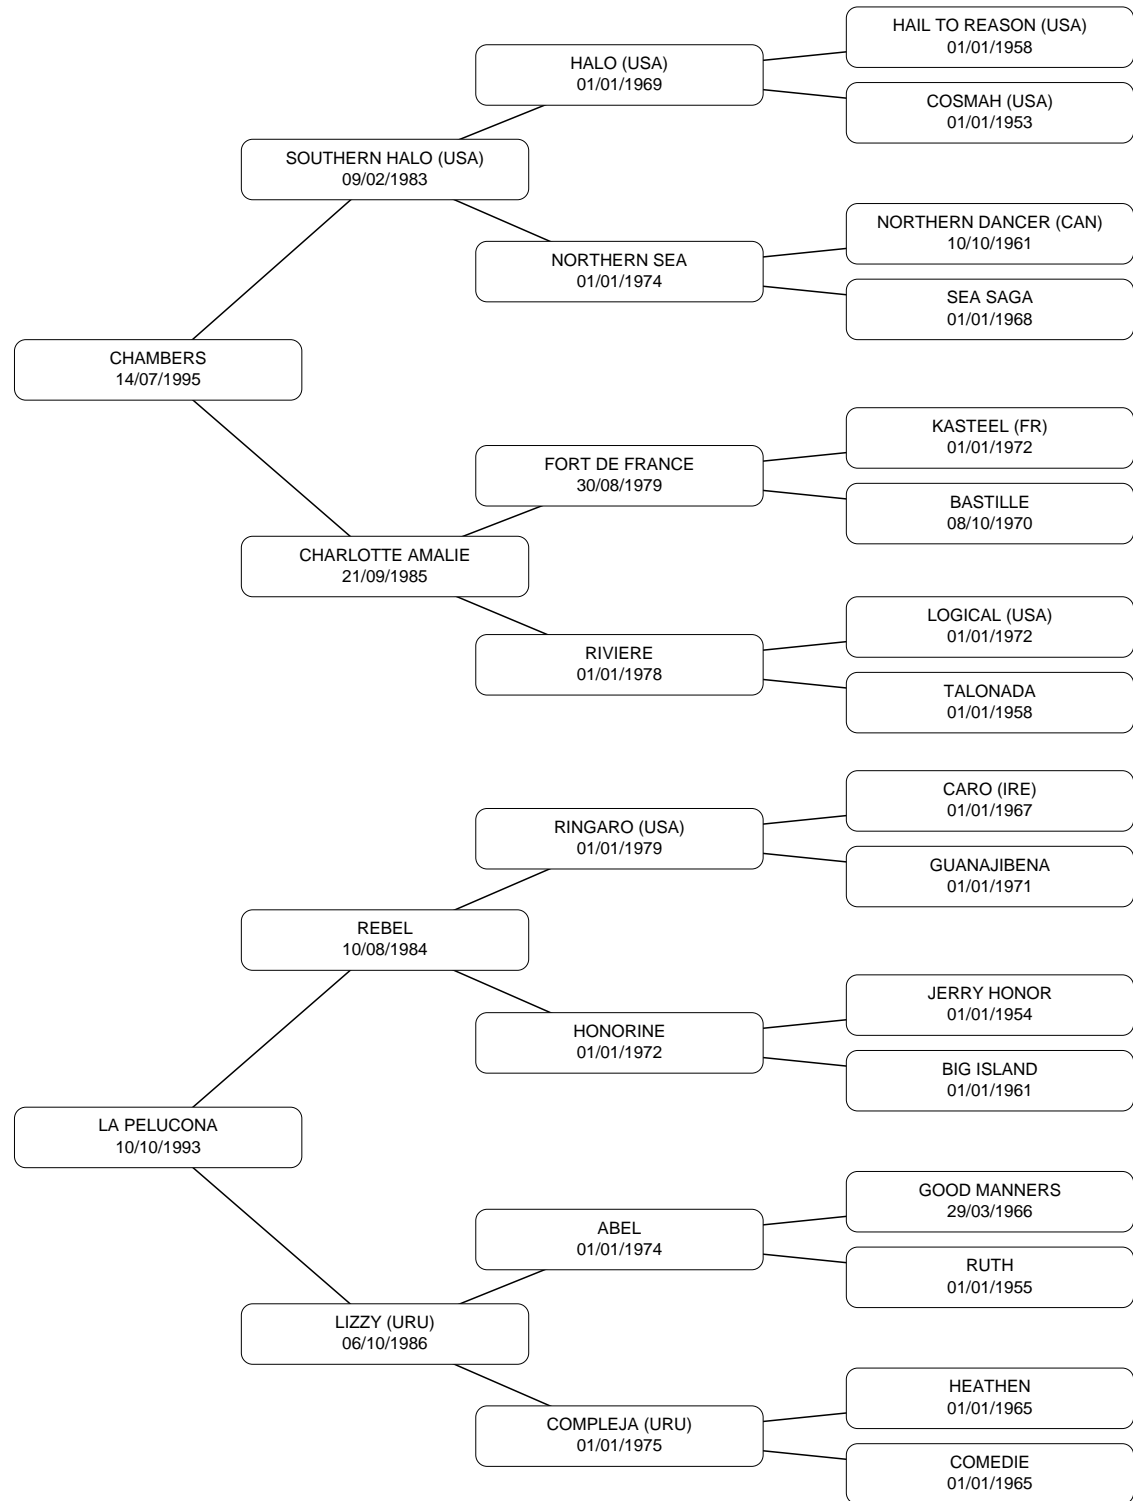 HAIL TO REASON (USA)
01/01/1958
HALO (USA)
01/01/1969
COSMAH (USA)
01/01/1953
SOUTHERN HALO (USA)
09/02/1983
NORTHERN DANCER (CAN)
10/10/1961
NORTHERN SEA
01/01/1974
SEA SAGA
01/01/1968
CHAMBERS
14/07/1995
KASTEEL (FR)
01/01/1972
FORT DE FRANCE
30/08/1979
BASTILLE
08/10/1970
CHARLOTTE AMALIE
21/09/1985
LOGICAL (USA)
01/01/1972
RIVIERE
01/01/1978
TALONADA
01/01/1958
CARO (IRE)
01/01/1967
RINGARO (USA)
01/01/1979
GUANAJIBENA
01/01/1971
REBEL
10/08/1984
JERRY HONOR
01/01/1954
HONORINE
01/01/1972
BIG ISLAND
01/01/1961
LA PELUCONA
10/10/1993
GOOD MANNERS
29/03/1966
ABEL
01/01/1974
RUTH
01/01/1955
LIZZY (URU)
06/10/1986
HEATHEN
01/01/1965
COMPLEJA (URU)
01/01/1975
COMEDIE
01/01/1965